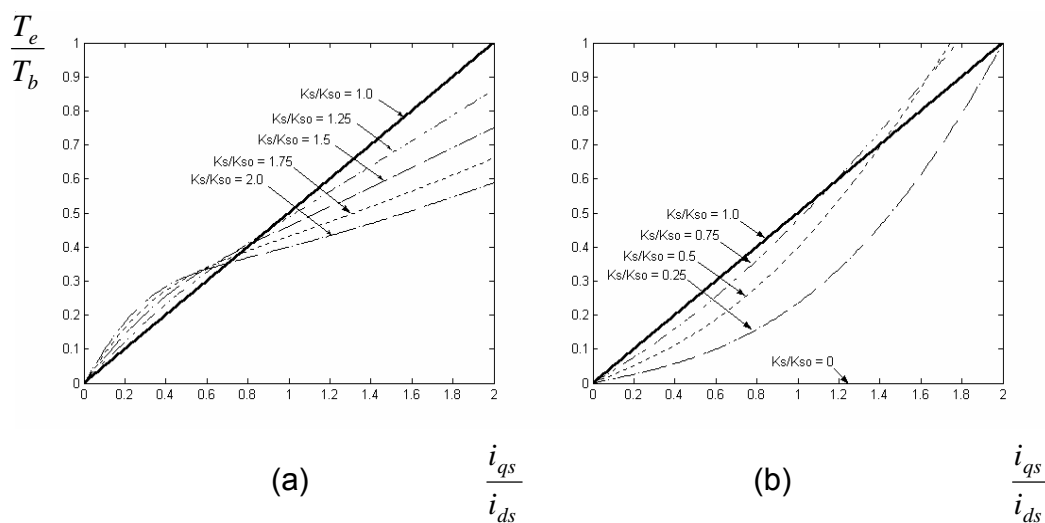 T_e / T_b
1
0.9
0.8
0.7
0.6
0.5
0.4
0.3
0.2
0.1
0
0 0.2 0.4 0.6 0.8 1 1.2 1.4 1.6 1.8 2
Ks/Kso = 1.0
Ks/Kso = 1.25
Ks/Kso = 1.5
Ks/Kso = 1.75
Ks/Kso = 2.0
(a)
i_qs / i_ds
1
0.9
0.8
0.7
0.6
0.5
0.4
0.3
0.2
0.1
0
0 0.2 0.4 0.6 0.8 1 1.2 1.4 1.6 1.8 2
Ks/Kso = 1.0
Ks/Kso = 0.75
Ks/Kso = 0.5
Ks/Kso = 0.25
Ks/Kso = 0
(b)
i_qs / i_ds